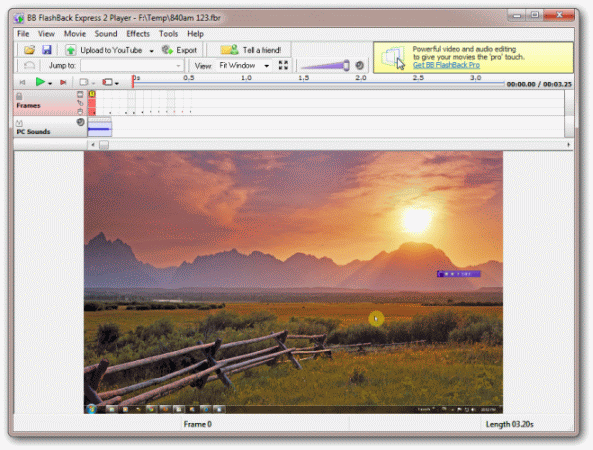 BB FlashBack Express 2 Player - F:\Temp\840am 123.fbr
File View Movie Sound Effects Tools Help
Upload to YouTube Export Tell a friend!
Powerful video and audio editing
to give your movies the 'pro' touch.
Get BB FlashBack Pro
Jump to: View: Fit Window
0s 0.5 1.0 1.5 2.0 2.5 3.0
00:00.00 / 00:03.25
Frames
PC Sounds
Frame 0 Length 03.20s